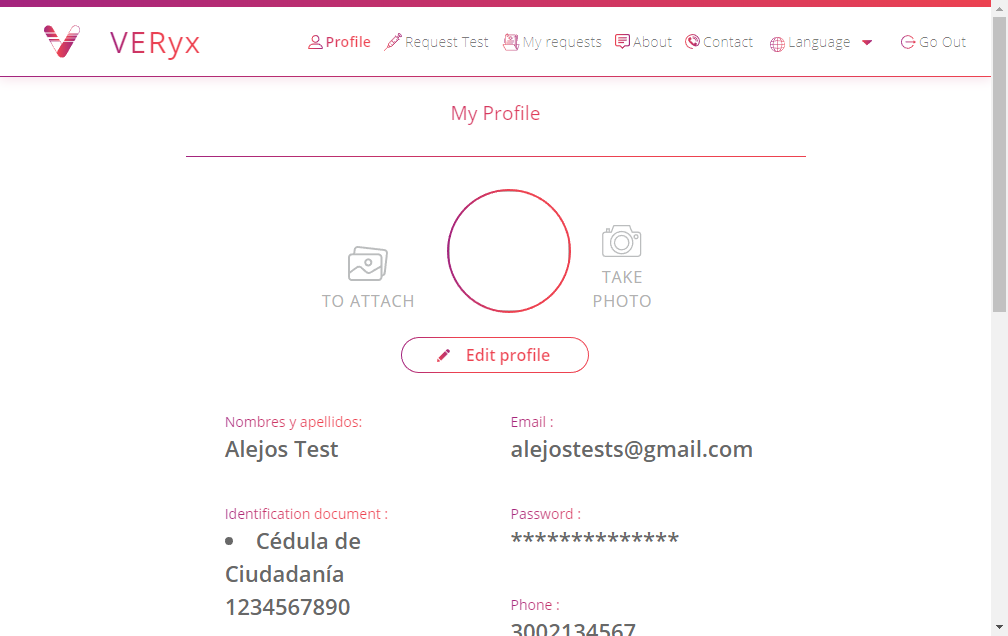 VERyx
Profile
Request Test
My requests
About
Contact
Language
Go Out
My Profile
TO ATTACH
TAKE
PHOTO
Edit profile
Nombres y apellidos:
Alejos Test
Email :
alejostests@gmail.com
Identification document :
• Cédula de
Ciudadanía
1234567890
Password :
**************
Phone :
3002134567